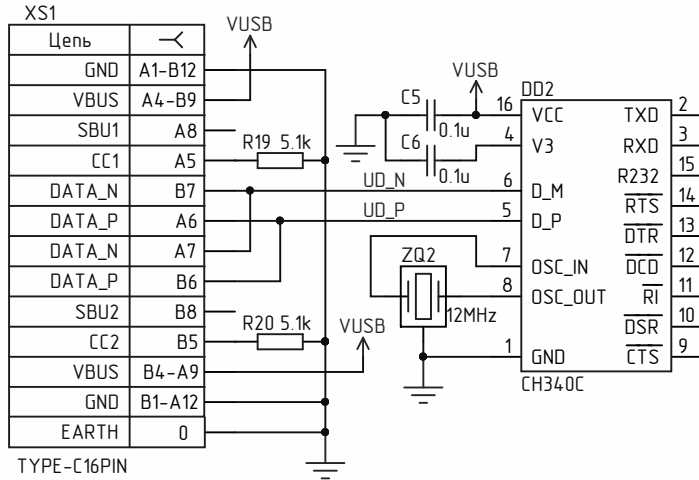 XS1
Цепь
GND A1-B12
VBUS A4-B9
SBU1 A8
CC1 A5
DATA_N B7
DATA_P A6
DATA_N A7
DATA_P B6
SBU2 B8
CC2 B5
VBUS B4-A9
GND B1-A12
EARTH 0
TYPE-C16PIN
VUSB
R19 5.1k
UD_N
UD_P
R20 5.1k
VUSB
C5
0.1u
C6
0.1u
VUSB
ZQ2
12MHz
DD2
16 VCC TXD 2
4 V3 RXD 3
R232 15
6 D_M RTS 14
5 D_P DTR 13
7 OSC_IN DCD 12
8 OSC_OUT RI 11
DSR 10
1 GND CTS 9
CH340C